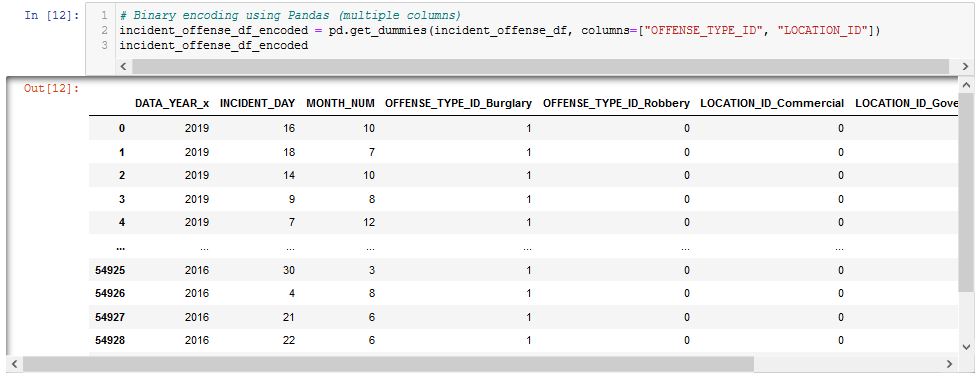 In [12]:
1 # Binary encoding using Pandas (multiple columns)
2 incident_offense_df_encoded = pd.get_dummies(incident_offense_df, columns=["OFFENSE_TYPE_ID", "LOCATION_ID"])
3 incident_offense_df_encoded
Out[12]:
DATA_YEAR_x INCIDENT_DAY MONTH_NUM OFFENSE_TYPE_ID_Burglary OFFENSE_TYPE_ID_Robbery LOCATION_ID_Commercial LOCATION_ID_Gove
0 2019 16 10 1 0 0
1 2019 18 7 1 0 0
2 2019 14 10 1 0 0
3 2019 9 8 1 0 0
4 2019 7 12 1 0 0
... ... ... ... ... ... ...
54925 2016 30 3 1 0 0
54926 2016 4 8 1 0 0
54927 2016 21 6 1 0 0
54928 2016 22 6 1 0 0